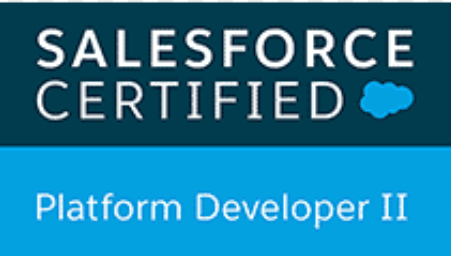 SALESFORCE
CERTIFIED
Platform Developer II